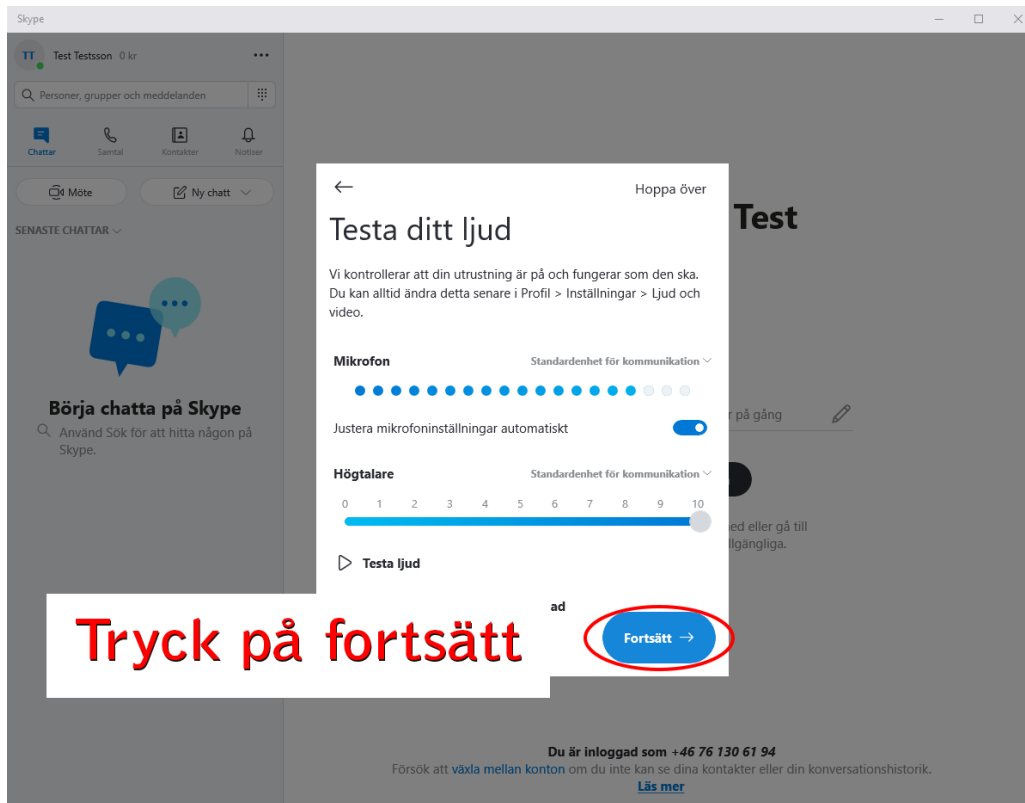 Skype
TT Test Testsson 0 kr
Personer, grupper och meddelanden
Chattar Samtal Kontakter Notiser
Möte Ny chatt
SENASTE CHATTAR
Börja chatta på Skype
Använd Sök för att hitta någon på
Skype.
Hoppa över
Testa ditt ljud
Vi kontrollerar att din utrustning är på och fungerar som den ska.
Du kan alltid ändra detta senare i Profil > Inställningar > Ljud och
video.
Mikrofon Standardenhet för kommunikation
Justera mikrofoninställningar automatiskt
Högtalare Standardenhet för kommunikation
0 1 2 3 4 5 6 7 8 9 10
Testa ljud
ad
Fortsätt →
Tryck på fortsätt
Test
r på gång
ed eller gå till
llgängliga.
Du är inloggad som +46 76 130 61 94
Försök att växla mellan konton om du inte kan se dina kontakter eller din konversationshistorik.
Läs mer